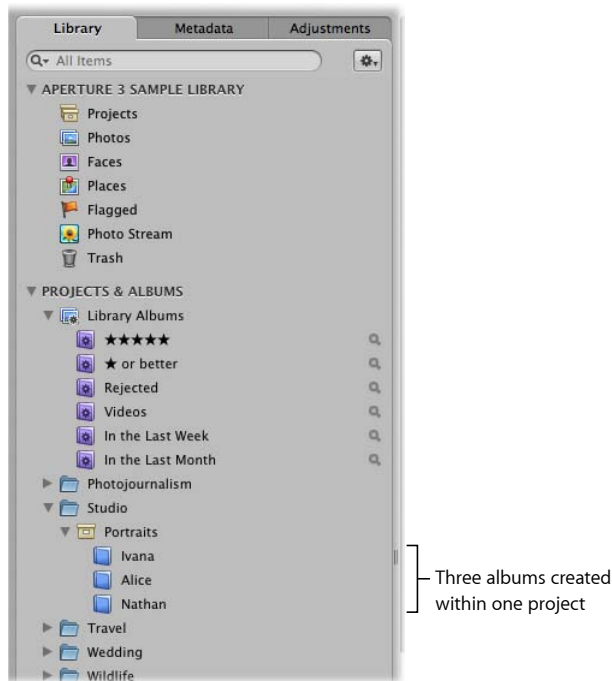 Library Metadata Adjustments
All Items
APERTURE 3 SAMPLE LIBRARY
Projects
Photos
Faces
Places
Flagged
Photo Stream
Trash
PROJECTS & ALBUMS
Library Albums
★★★★★
★ or better
Rejected
Videos
In the Last Week
In the Last Month
Photojournalism
Studio
Portraits
Ivana
Alice
Nathan
Travel
Wedding
Wildlife
Three albums created
within one project